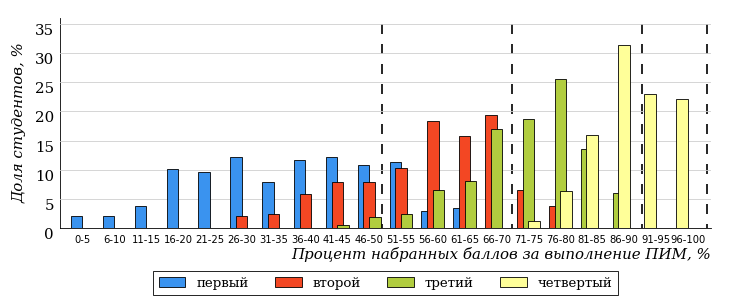 Доля студентов, %
35
30
25
20
15
10
5
0
0-5 6-10 11-15 16-20 21-25 26-30 31-35 36-40 41-45 46-50 51-55 56-60 61-65 66-70 71-75 76-80 81-85 86-90 91-95 96-100
Процент набранных баллов за выполнение ПИМ, %
первый второй третий четвертый